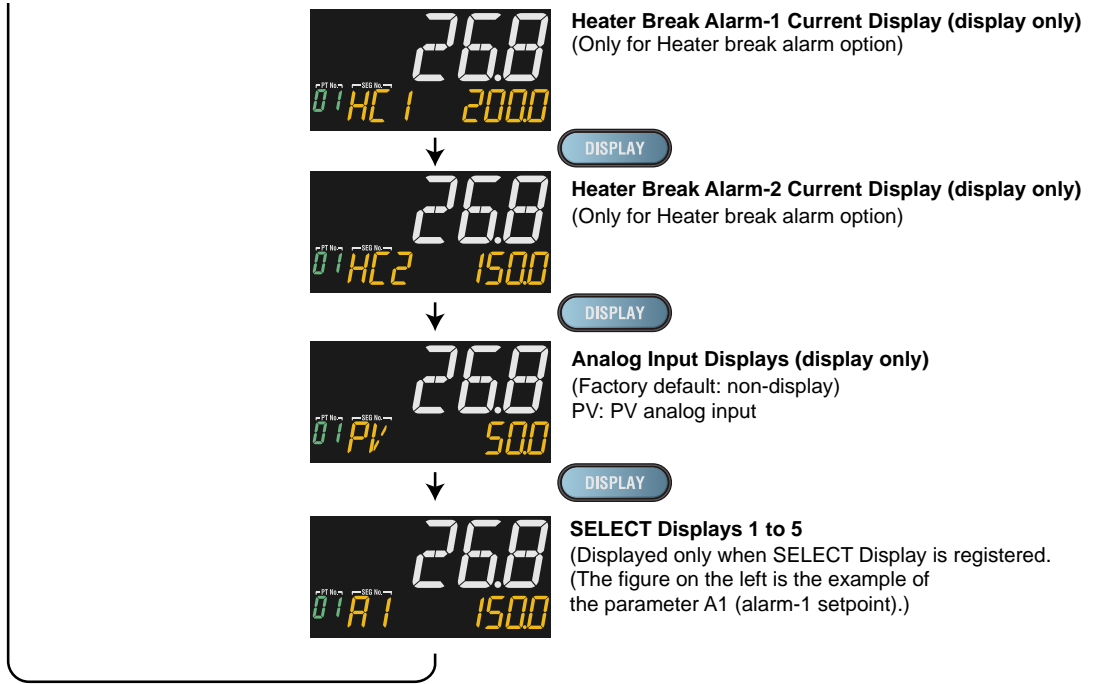 26.8
Heater Break Alarm-1 Current Display (display only)
(Only for Heater break alarm option)
PT No. SEG No.
01 HC1 200.0
DISPLAY
26.8
Heater Break Alarm-2 Current Display (display only)
(Only for Heater break alarm option)
PT No. SEG No.
01 HC2 150.0
DISPLAY
26.8
Analog Input Displays (display only)
(Factory default: non-display)
PV: PV analog input
PT No. SEG No.
01 PV 50.0
DISPLAY
26.8
SELECT Displays 1 to 5
(Displayed only when SELECT Display is registered.
(The figure on the left is the example of
the parameter A1 (alarm-1 setpoint).)
PT No. SEG No.
01 A1 150.0